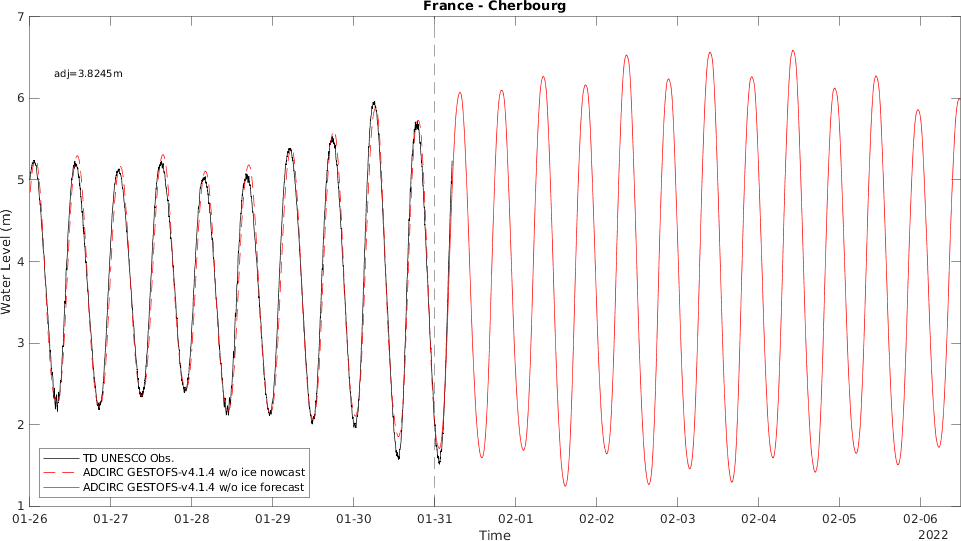 France - Cherbourg
7
adj=3.8245m
6
5
4
3
2
1
Water Level (m)
TD UNESCO Obs.
ADCIRC GESTOFS-v4.1.4 w/o ice nowcast
ADCIRC GESTOFS-v4.1.4 w/o ice forecast
01-26 01-27 01-28 01-29 01-30 01-31 02-01 02-02 02-03 02-04 02-05 02-06
Time
2022